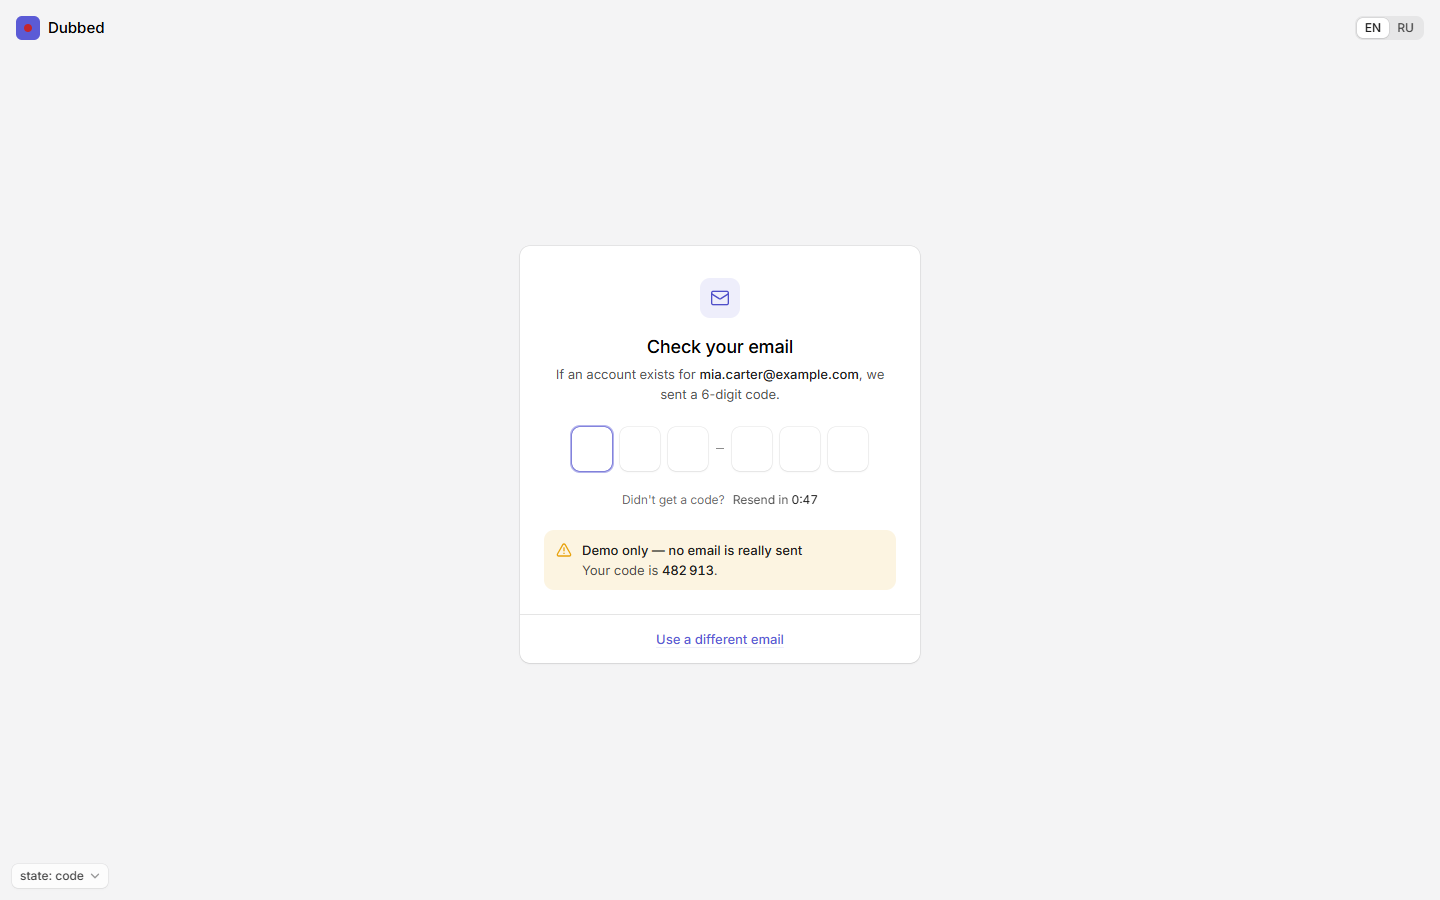 Dubbed
EN RU
Check your email
If an account exists for mia.carter@example.com, we
sent a 6-digit code.
–
Didn't get a code? Resend in 0:47
Demo only — no email is really sent
Your code is 482 913.
Use a different email
state: code